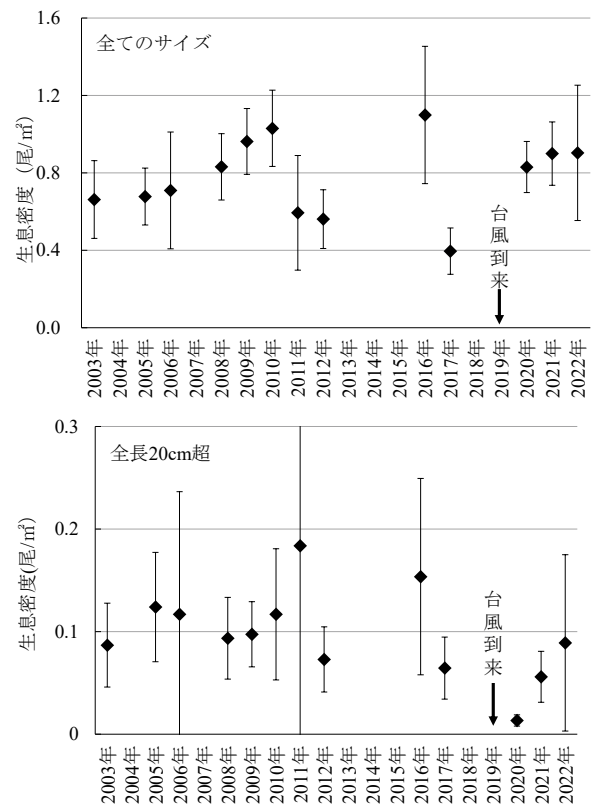 全てのサイズ
生息密度（尾/㎡）
1.6
1.2
0.8
0.4
0.0
台風到来
2003年
2004年
2005年
2006年
2007年
2008年
2009年
2010年
2011年
2012年
2013年
2014年
2015年
2016年
2017年
2018年
2019年
2020年
2021年
2022年
全長20cm超
生息密度(尾/㎡)
0.3
0.2
0.1
0
台風到来
2003年
2004年
2005年
2006年
2007年
2008年
2009年
2010年
2011年
2012年
2013年
2014年
2015年
2016年
2017年
2018年
2019年
2020年
2021年
2022年